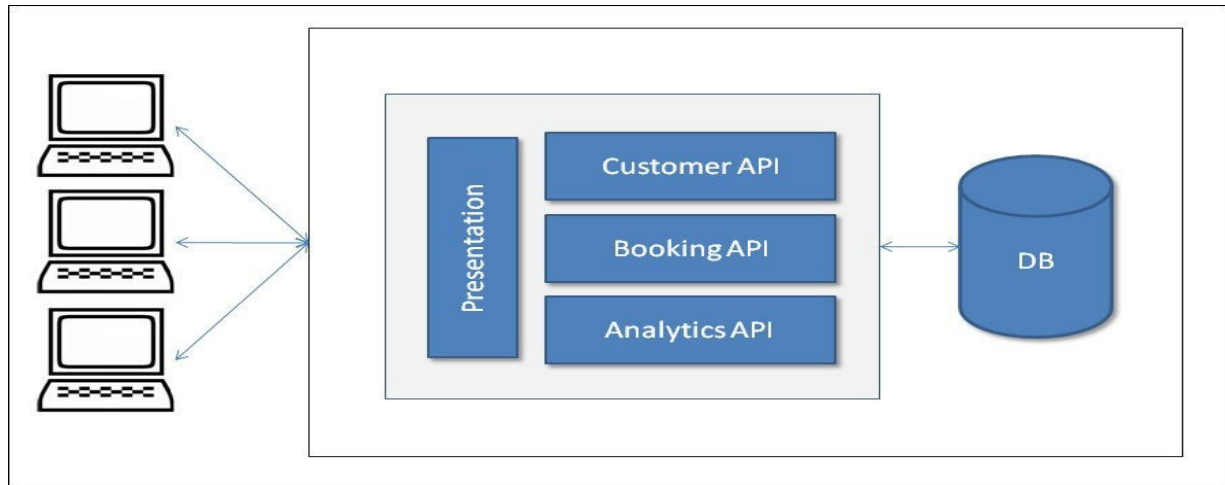 Presentation
Customer API
Booking API
Analytics API
DB